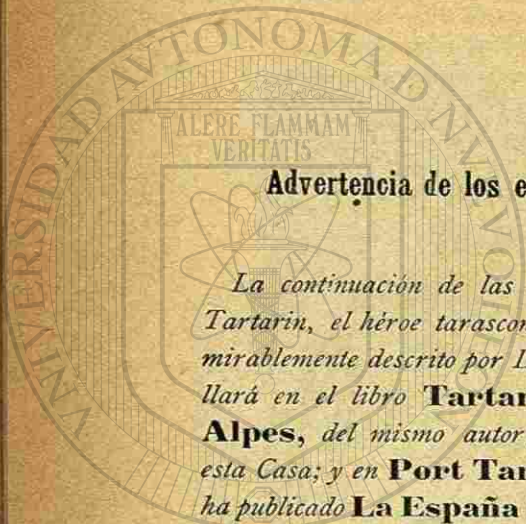 UNIVERSIDAD AUTONOMA DE NUEVO
ALERE FLAMMAM
VERITATIS
Advertencia de los e
La continuación de las
Tartarin, el héroe tarascon
mirablemente descrito por
llará en el libro Tartar
Alpes, del mismo autor
esta Casa; y en Port Tar
ha publicado La España